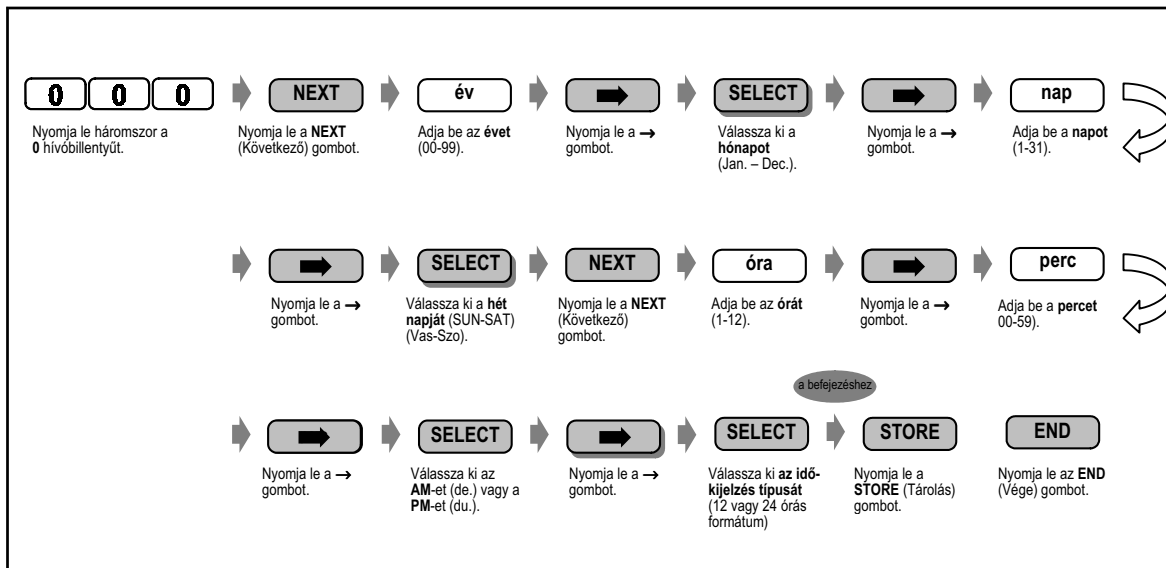 0 0 0 NEXT év → SELECT → nap
Nyomja le háromszor a
0 hívóbillentyűt.
Nyomja le a NEXT
(Következő) gombot.
Adja be az évet
(00-99).
Nyomja le a →
gombot.
Válassza ki a
hónapot
(Jan. – Dec.).
Nyomja le a →
gombot.
Adja be a napot
(1-31).
→ SELECT NEXT óra → perc
Nyomja le a →
gombot.
Válassza ki a hét
napját (SUN-SAT)
(Vas-Szo).
Nyomja le a NEXT
(Következő)
gombot.
Adja be az órát
(1-12).
Nyomja le a →
gombot.
Adja be a percet
00-59).
a befejezéshez
→ SELECT → SELECT STORE END
Nyomja le a →
gombot.
Válassza ki az
AM-et (de.) vagy a
PM-et (du.).
Nyomja le a →
gombot.
Válassza ki az idő-
kijelzés típusát
(12 vagy 24 órás
formátum)
Nyomja le a
STORE (Tárolás)
gombot.
Nyomja le az END
(Vége) gombot.